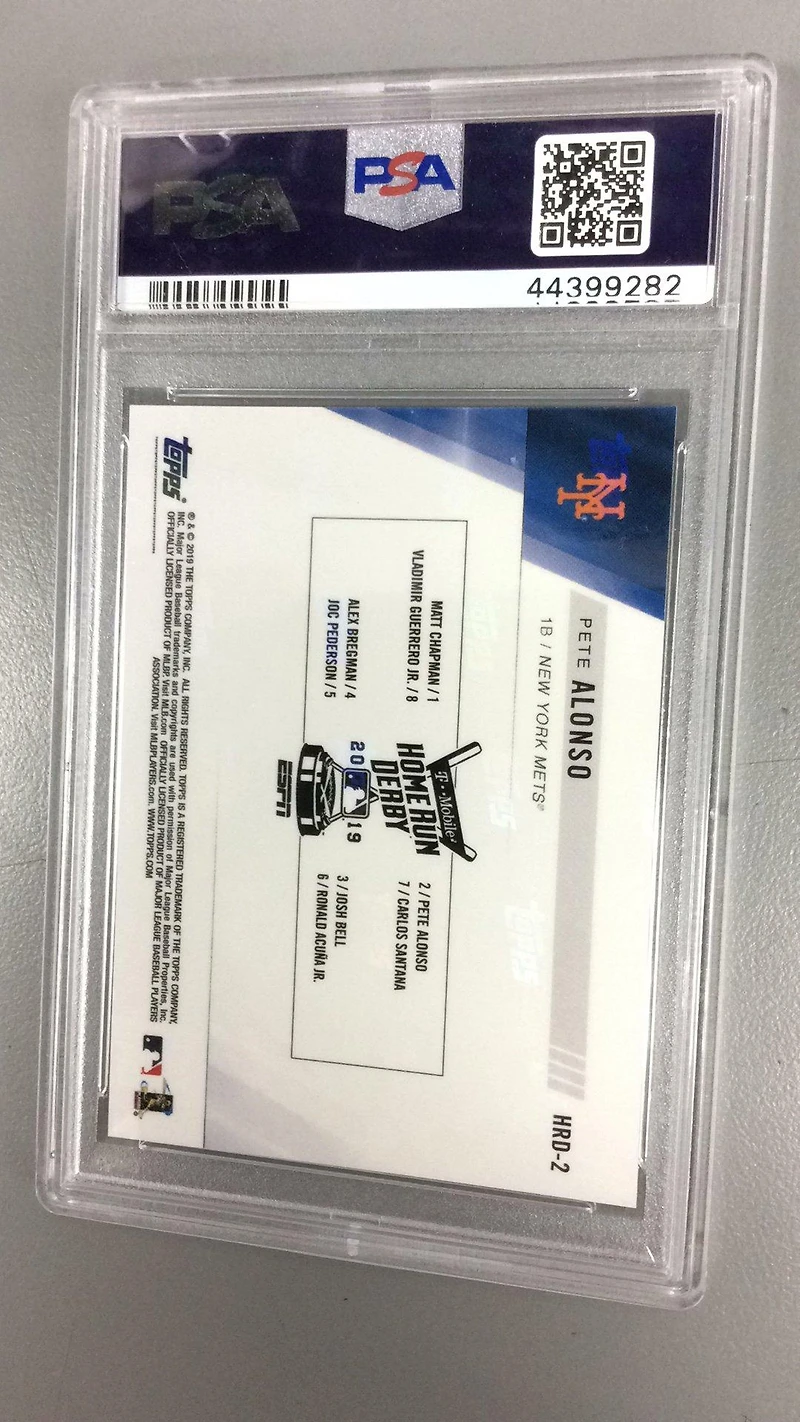 PSA
PSA
44399282
PETE ALONSO
1B / NEW YORK METS®
HRD-2
MATT CHAPMAN / 1
VLADIMIR GUERRERO JR. / 8
ALEX BREGMAN / 4
JOC PEDERSON / 5
T··Mobile®
HOME RUN
DERBY
20 19
ESPN
2 / PETE ALONSO
7 / CARLOS SANTANA
3 / JOSH BELL
6 / RONALD ACUÑA JR.
topps®
® & © 2019 THE TOPPS COMPANY, INC. ALL RIGHTS RESERVED. TOPPS IS A REGISTERED TRADEMARK OF THE TOPPS COMPANY,
INC. Major League Baseball trademarks and copyrights are used with permission of Major League Baseball Properties, Inc.
OFFICIALLY LICENSED PRODUCT OF MLBP. Visit MLB.com OFFICIALLY LICENSED PRODUCT OF MAJOR LEAGUE BASEBALL PLAYERS
ASSOCIATION. Visit MLBPLAYERS.com. WWW.TOPPS.COM